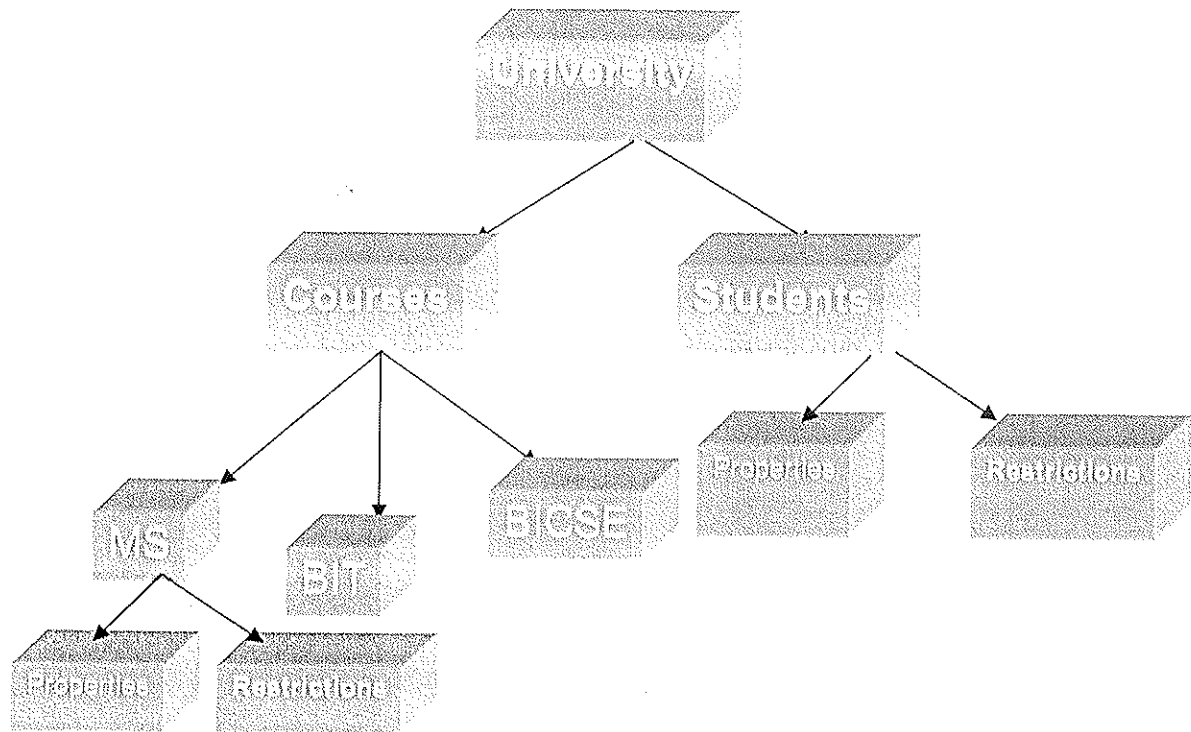 University
Courses
Students
Properties
Restrictions
MS
BIT
BICSE
Properties
Restrictions